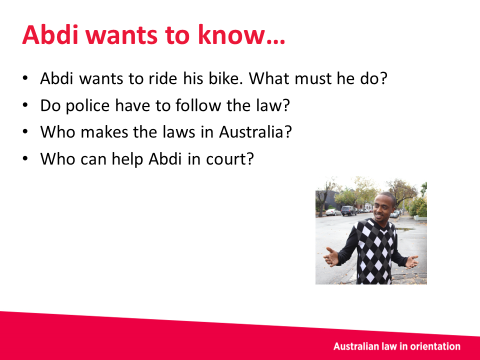 Abdi wants to know…
• Abdi wants to ride his bike. What must he do?
• Do police have to follow the law?
• Who makes the laws in Australia?
• Who can help Abdi in court?
Australian law in orientation